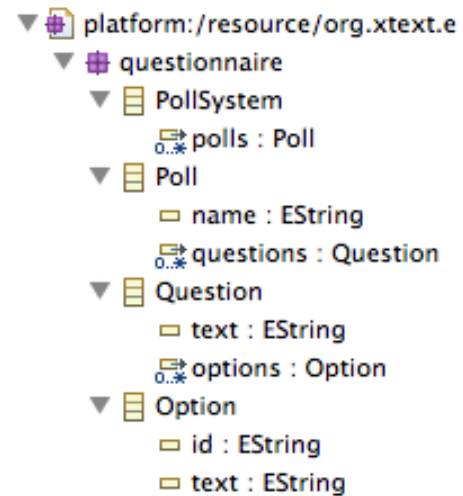 platform:/resource/org.xtext.e
questionnaire
PollSystem
0..* polls : Poll
Poll
name : EString
0..* questions : Question
Question
text : EString
0..* options : Option
Option
id : EString
text : EString